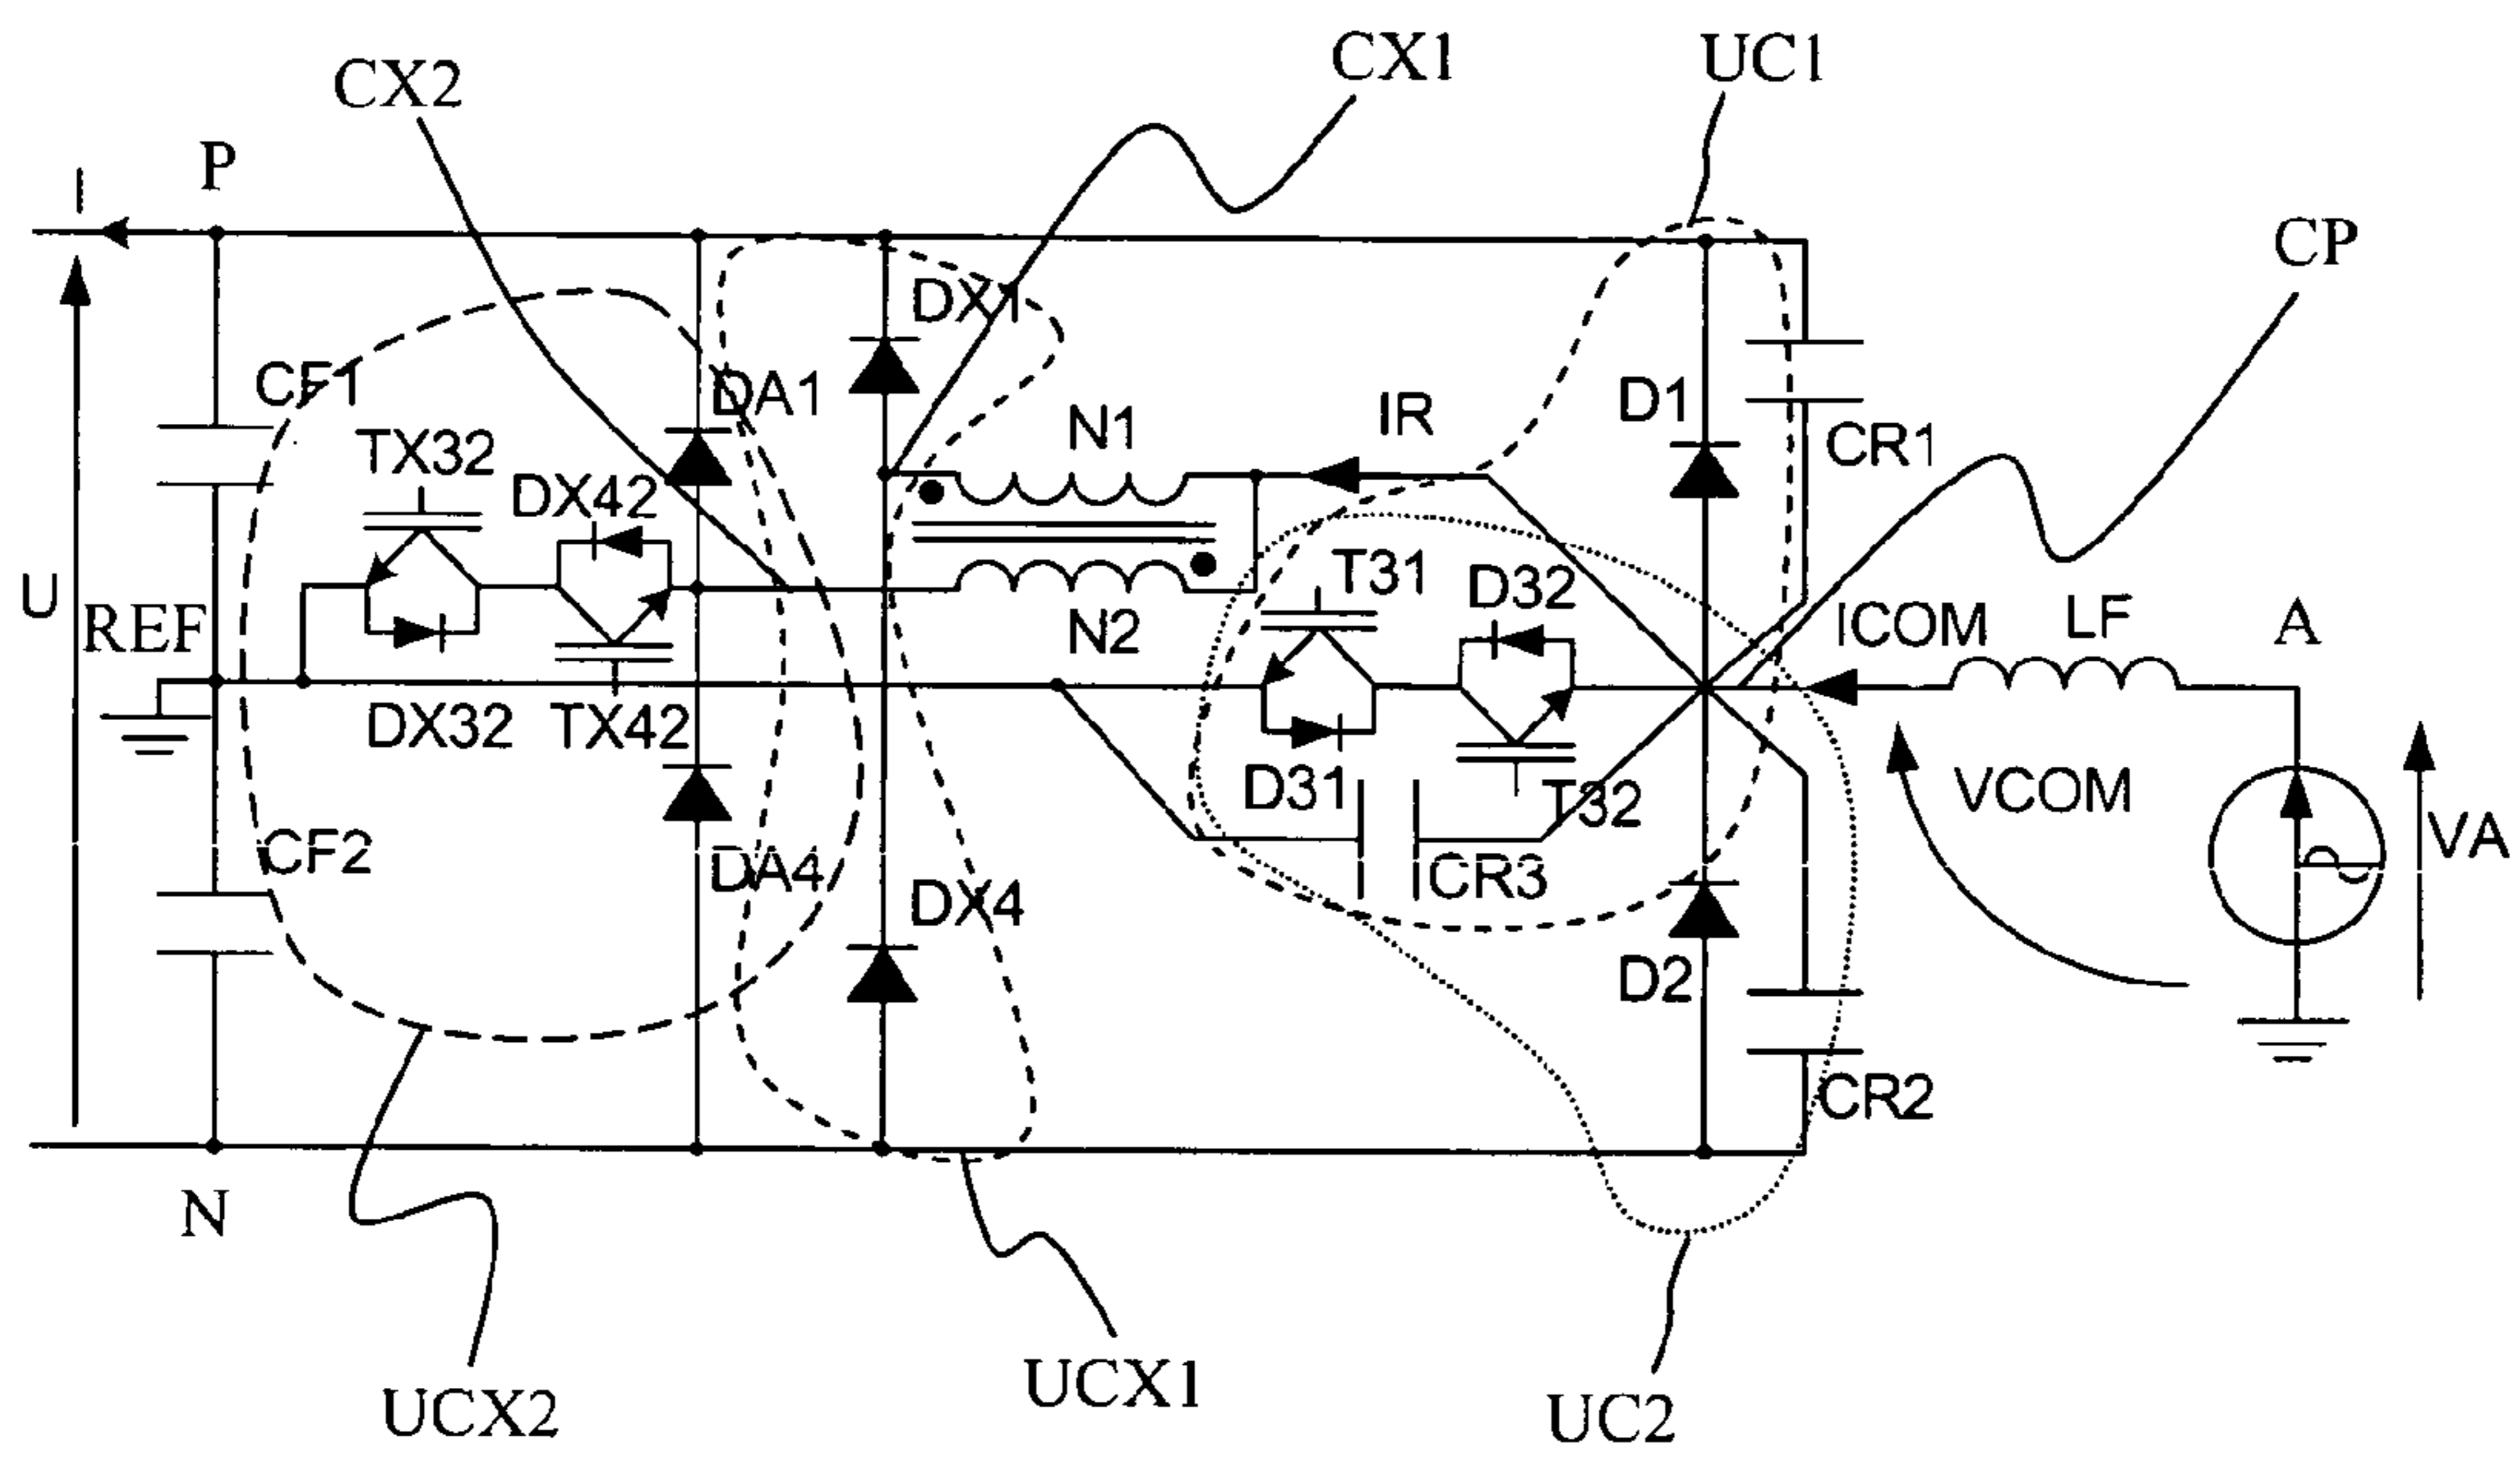 CX1
UC1
CX2
P
I
CP
DX1
CF1
DA1
N1
IR
D1
CR1
TX32
DX42
T31
D32
U
REF
N2
ICOM
LF
A
DX32
TX42
D31
T32
VCOM
VA
CF2
DA4
DX4
CR3
D2
CR2
N
UCX2
UCX1
UC2